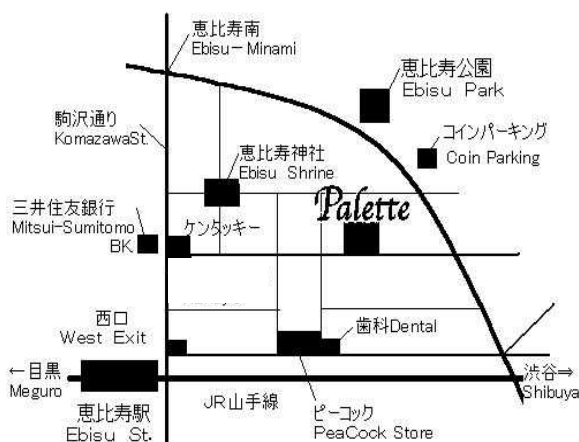 恵比寿南
Ebisu-Minami
恵比寿公園
Ebisu Park
駒沢通り
KomazawaSt.
コインパーキング
Coin Parking
恵比寿神社
Ebisu Shrine
三井住友銀行
Mitsui-Sumitomo
BK.
ケンタッキー
Palette
西口
West Exit
歯科Dental
←目黒
Meguro
渋谷⇒
Shibuya
恵比寿駅
Ebisu St.
JR山手線
ピーコック
PeaCock Store